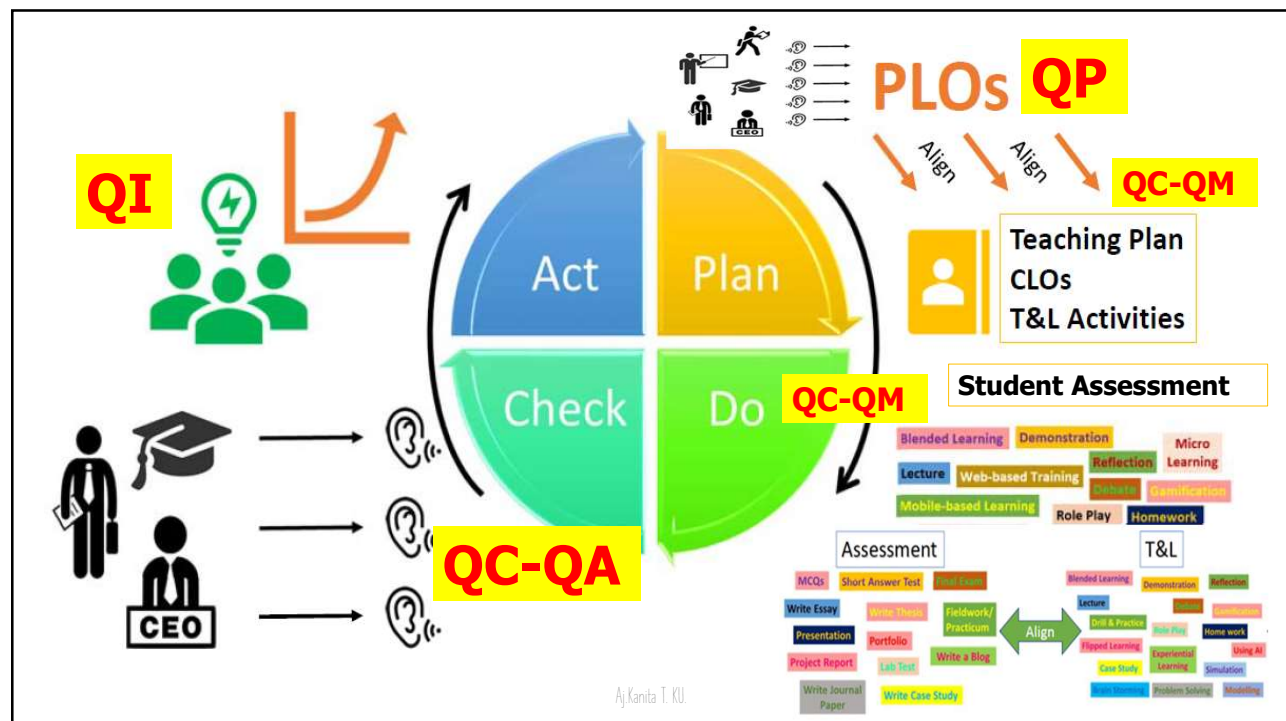 CEO
PLOs
QP
Align
Align
QC-QM
QI
Act
Plan
Teaching Plan
CLOs
T&L Activities
Check
Do
QC-QM
Student Assessment
Blended Learning
Demonstration
Micro
Learning
Reflection
Lecture
Web-based Training
Debate
Gamification
Mobile-based Learning
Role Play
Homework
CEO
QC-QA
Assessment
T&L
MCQs
Short Answer Test
Final Exam
Write Essay
Write Thesis
Fieldwork/
Practicum
Presentation
Portfolio
Project Report
Lab Test
Write a Blog
Write Journal
Paper
Write Case Study
Align
Blended Learning
Demonstration
Reflection
Lecture
Debate
Gamification
Drill & Practice
Role Play
Home work
Flipped Learning
Experiential
Learning
Using AI
Case Study
Simulation
Brain Storming
Problem Solving
Modelling
Aj.Kanita T. KU.